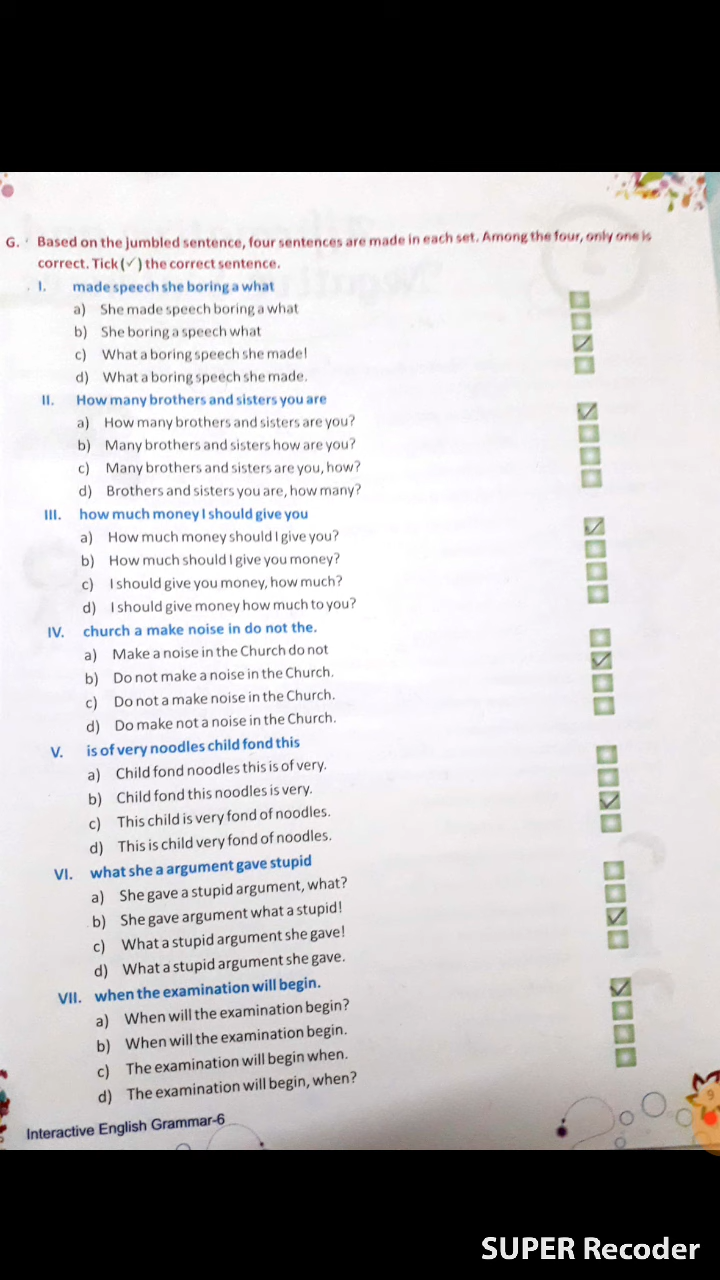 G. Based on the jumbled sentence, four sentences are made in each set. Among the four, only one is
correct. Tick (✓) the correct sentence.
I. made speech she boring a what
a) She made speech boring a what
b) She boring a speech what
c) What a boring speech she made!
d) What a boring speech she made.
II. How many brothers and sisters you are
a) How many brothers and sisters are you?
b) Many brothers and sisters how are you?
c) Many brothers and sisters are you, how?
d) Brothers and sisters you are, how many?
III. how much money I should give you
a) How much money should I give you?
b) How much should I give you money?
c) I should give you money, how much?
d) I should give money how much to you?
IV. church a make noise in do not the.
a) Make a noise in the Church do not
b) Do not make a noise in the Church.
c) Do not a make noise in the Church.
d) Do make not a noise in the Church.
V. is of very noodles child fond this
a) Child fond noodles this is of very.
b) Child fond this noodles is very.
c) This child is very fond of noodles.
d) This is child very fond of noodles.
VI. what she a argument gave stupid
a) She gave a stupid argument, what?
b) She gave argument what a stupid!
c) What a stupid argument she gave!
d) What a stupid argument she gave.
VII. when the examination will begin.
a) When will the examination begin?
b) When will the examination begin.
c) The examination will begin when.
d) The examination will begin, when?
Interactive English Grammar-6
9
SUPER Recoder